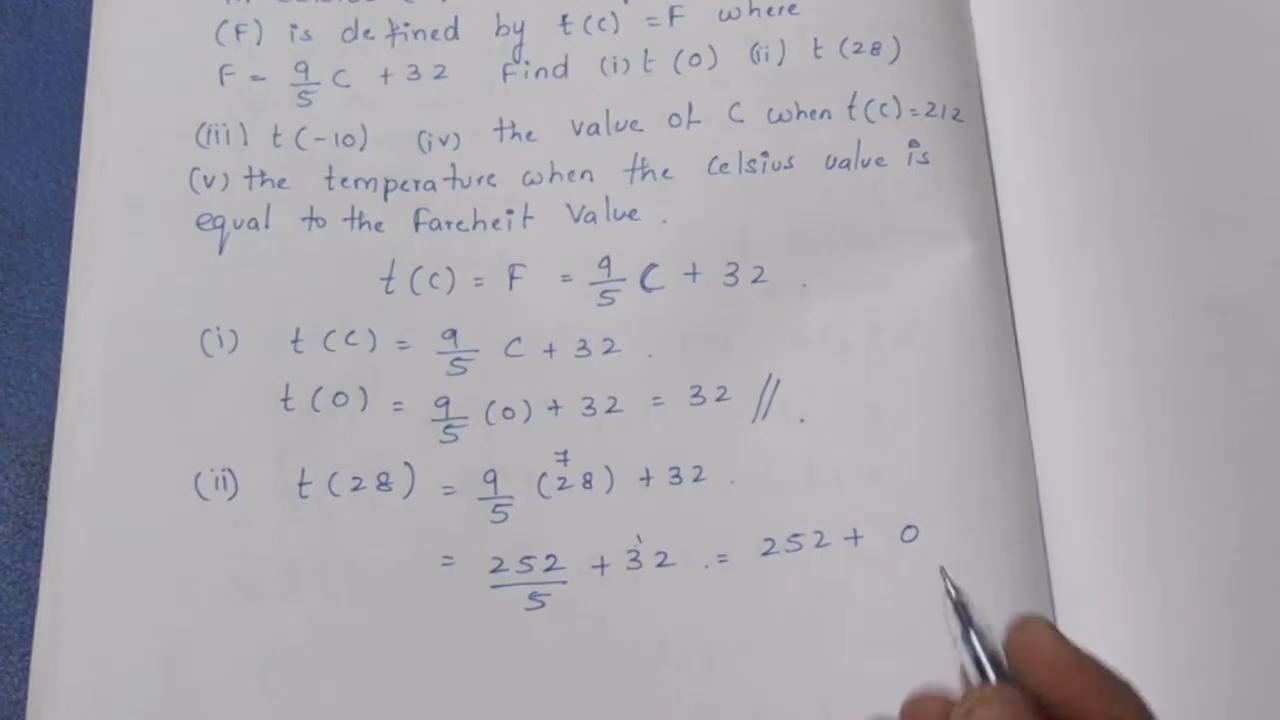 (F) is defined by t(c) = F where
F = 9/5 C + 32 Find (i) t (0) (ii) t (28)
(iii) t(-10) (iv) the value of C when t(c)=212
(v) the temperature when the celsius value is
equal to the Farcheit Value .
t(c) = F = 9/5 C + 32 .
(i) t(c) = 9/5 C + 32 .
t(0) = 9/5 (0) + 32 = 32 // .
(ii) t(28) = 9/5 (28) + 32 .
7
= 252/5 + 32 . = 252 + 0